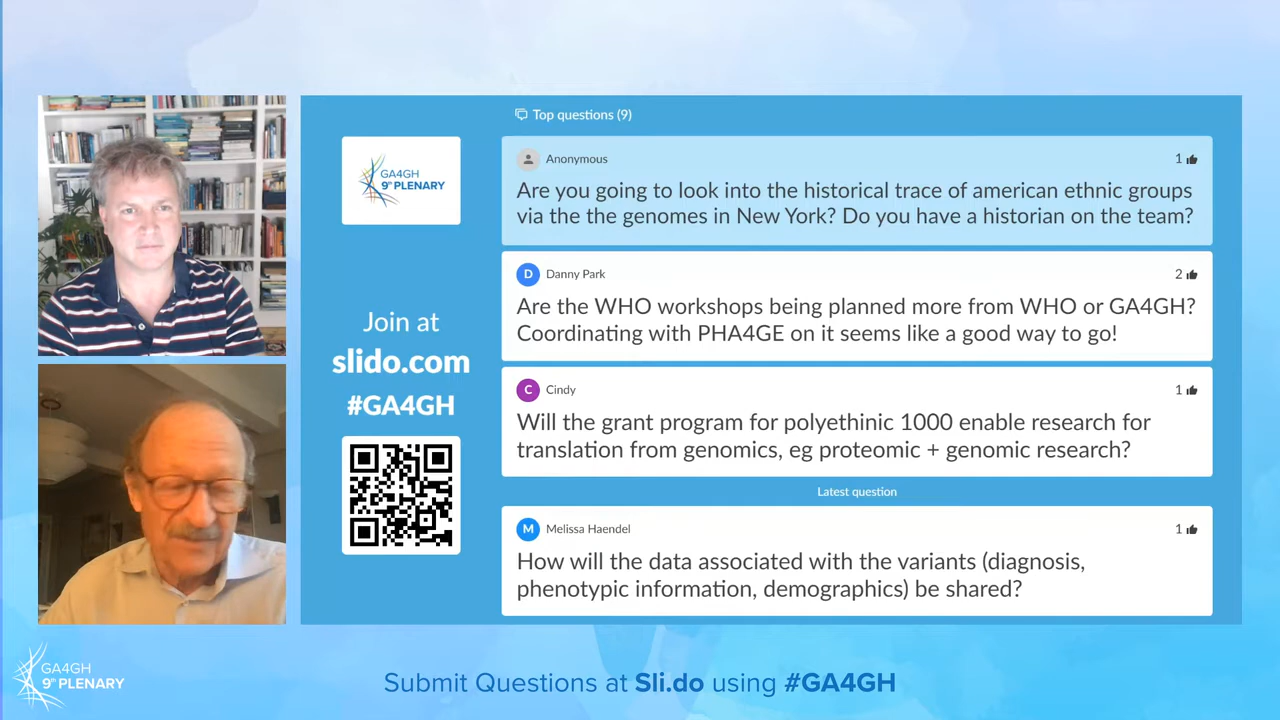 GA4GH
9th PLENARY
Join at
slido.com
#GA4GH
Top questions (9)
Anonymous
1
Are you going to look into the historical trace of american ethnic groups
via the the genomes in New York? Do you have a historian on the team?
D
Danny Park
2
Are the WHO workshops being planned more from WHO or GA4GH?
Coordinating with PHA4GE on it seems like a good way to go!
C
Cindy
1
Will the grant program for polyethinic 1000 enable research for
translation from genomics, eg proteomic + genomic research?
Latest question
M
Melissa Haendel
1
How will the data associated with the variants (diagnosis,
phenotypic information, demographics) be shared?
GA4GH
9th PLENARY
Submit Questions at Sli.do using #GA4GH